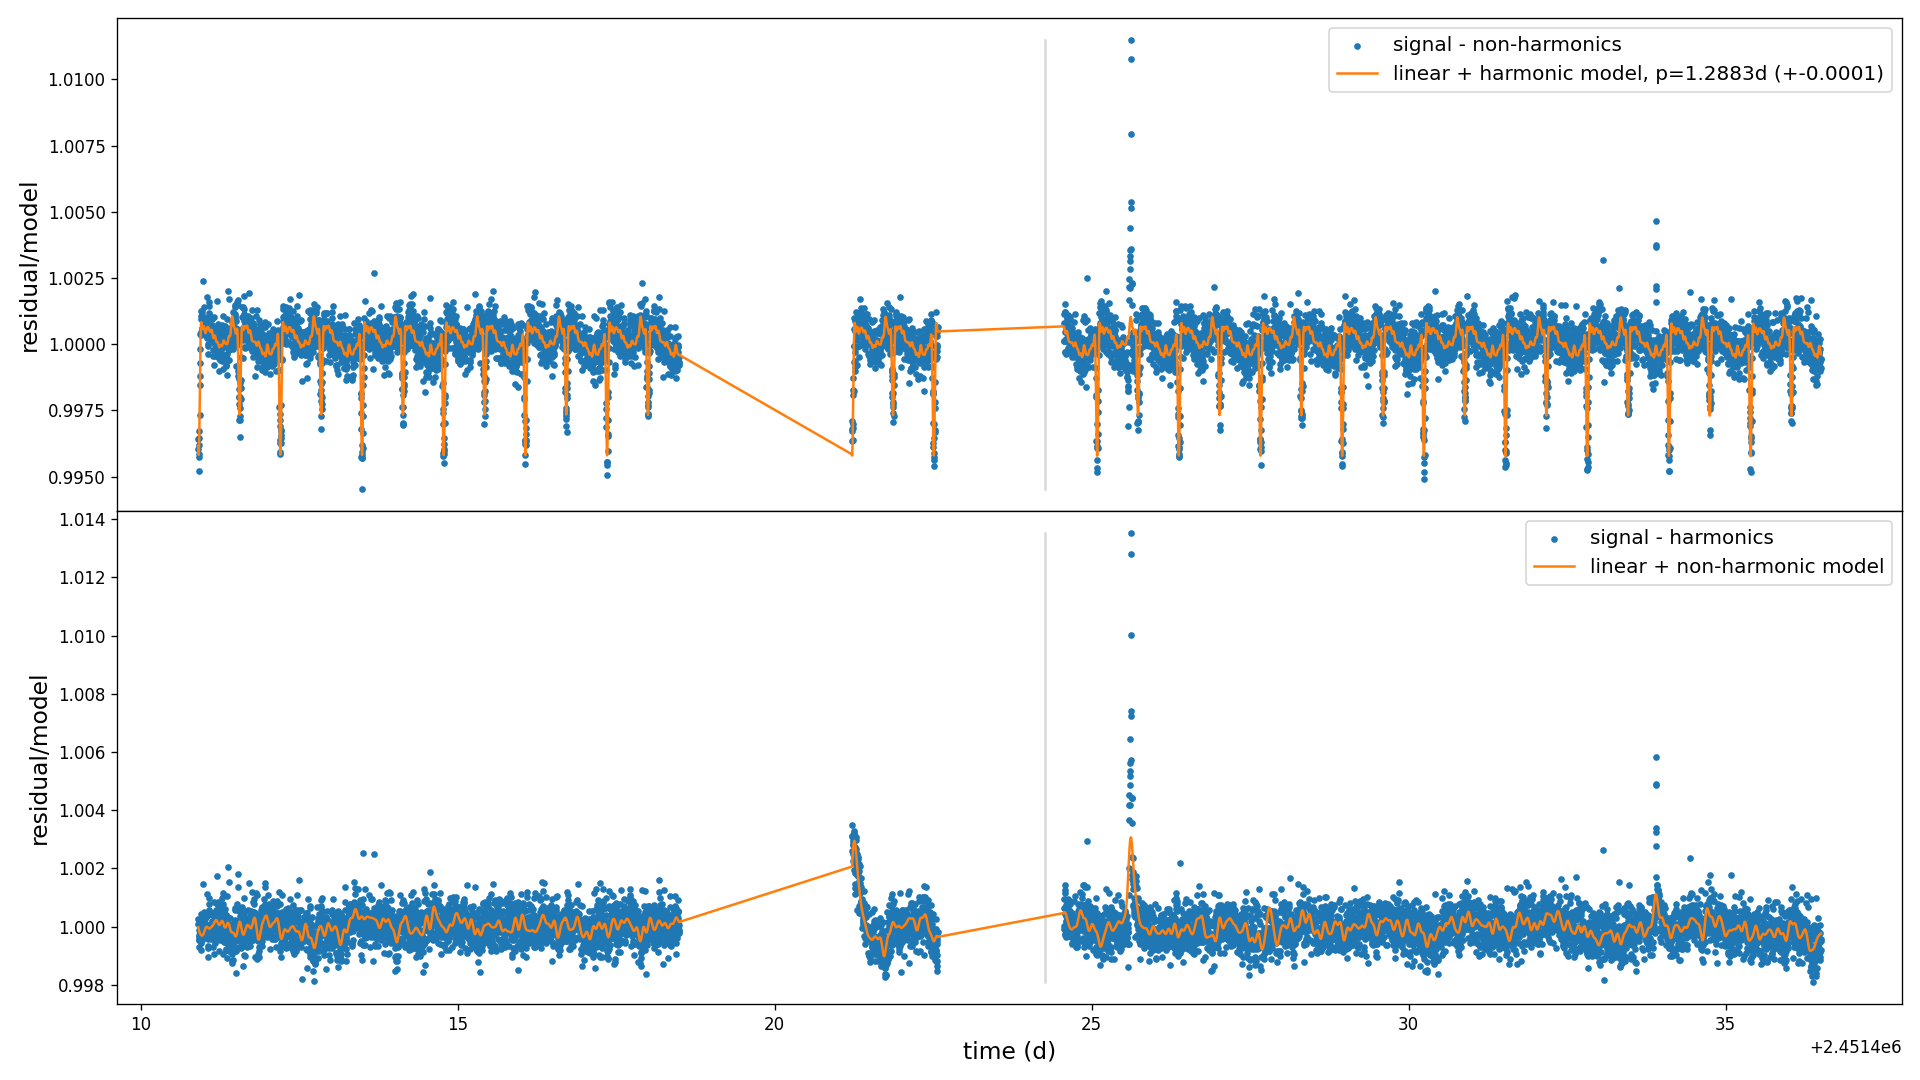 signal - non-harmonics
linear + harmonic model, p=1.2883d (+-0.0001)
1.0100
1.0075
1.0050
1.0025
1.0000
0.9975
0.9950
residual/model
signal - harmonics
linear + non-harmonic model
1.014
1.012
1.010
1.008
1.006
1.004
1.002
1.000
0.998
residual/model
10 15 20 25 30 35
time (d)
+2.4514e6